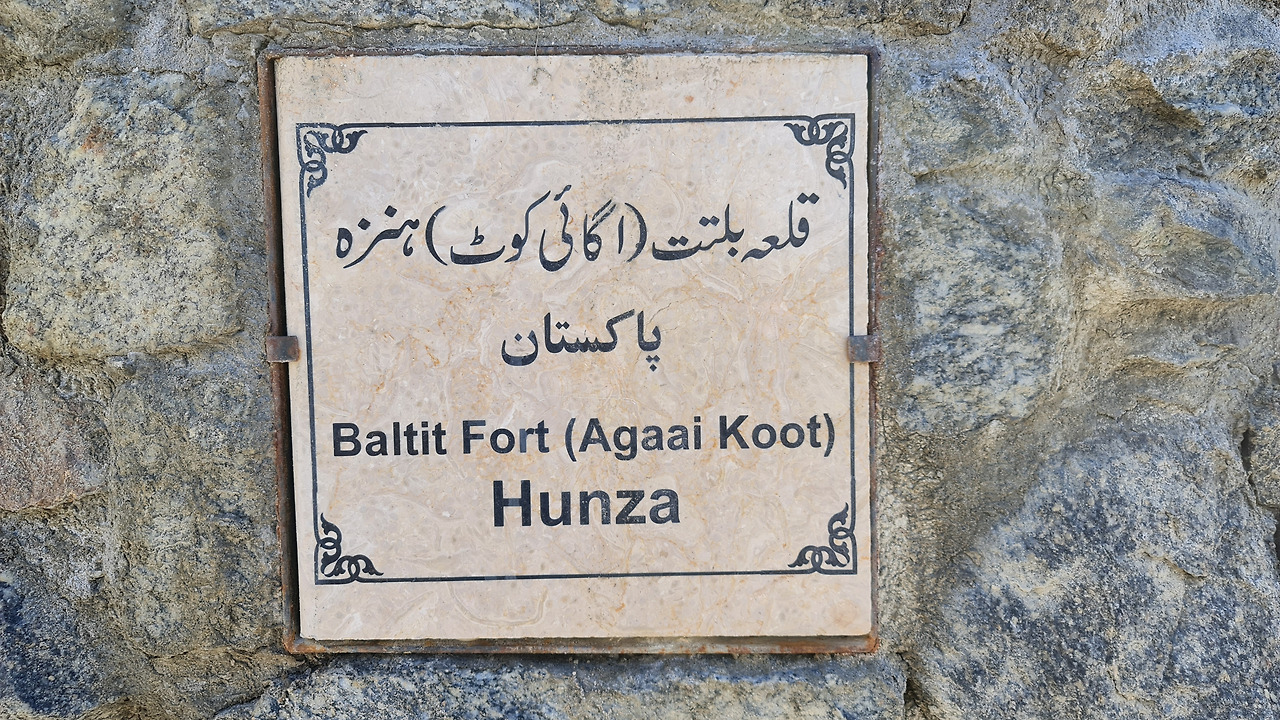 قلعہ بلتت (اگائی کوٹ) ہنزہ
پاکستان
Baltit Fort (Agaai Koot)
Hunza